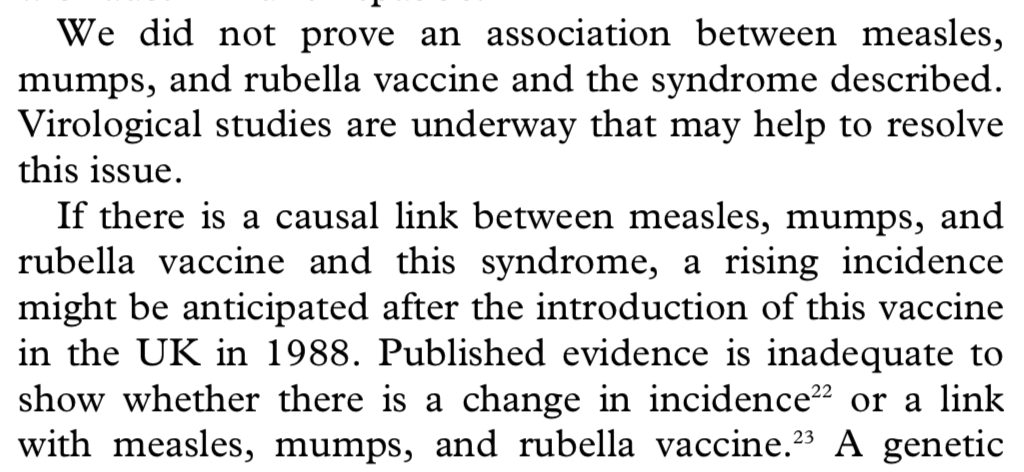 We did not prove an association between measles,
mumps, and rubella vaccine and the syndrome described.
Virological studies are underway that may help to resolve
this issue.
If there is a causal link between measles, mumps, and
rubella vaccine and this syndrome, a rising incidence
might be anticipated after the introduction of this vaccine
in the UK in 1988. Published evidence is inadequate to
show whether there is a change in incidence²² or a link
with measles, mumps, and rubella vaccine.²³ A genetic